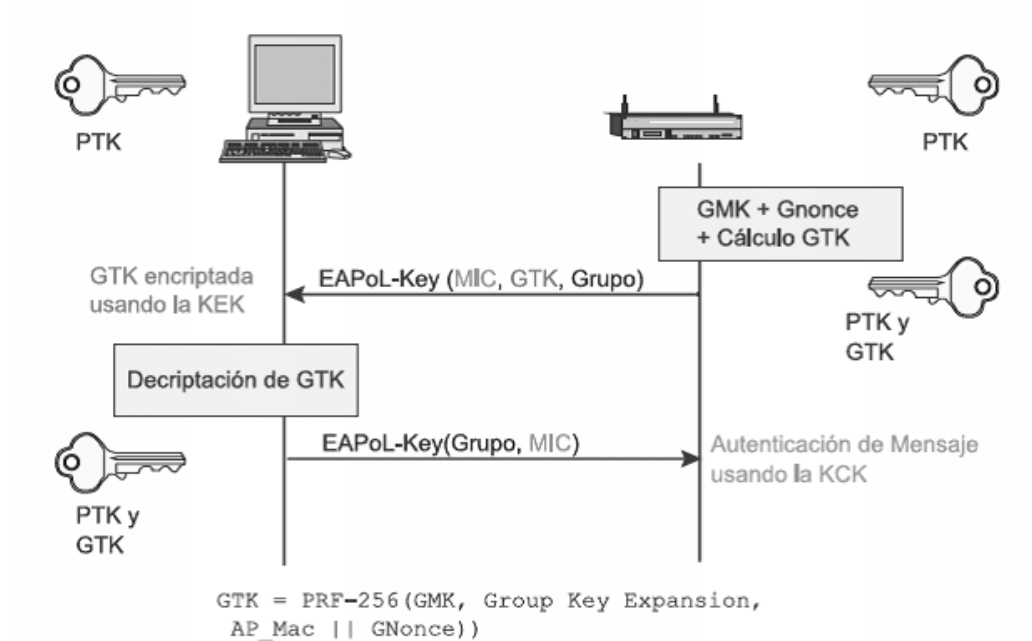 PTK
PTK
GMK + Gnonce
+ Cálculo GTK
GTK encriptada
usando la KEK
EAPoL-Key (MIC, GTK, Grupo)
PTK y
GTK
Decriptación de GTK
EAPoL-Key(Grupo, MIC)
Autenticación de Mensaje
usando la KCK
PTK y
GTK
GTK = PRF-256(GMK, Group Key Expansion,
AP_Mac || GNonce))